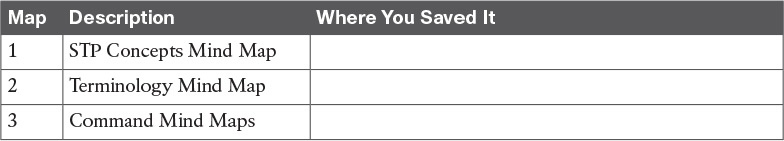 Map Description Where You Saved It
1 STP Concepts Mind Map
2 Terminology Mind Map
3 Command Mind Maps